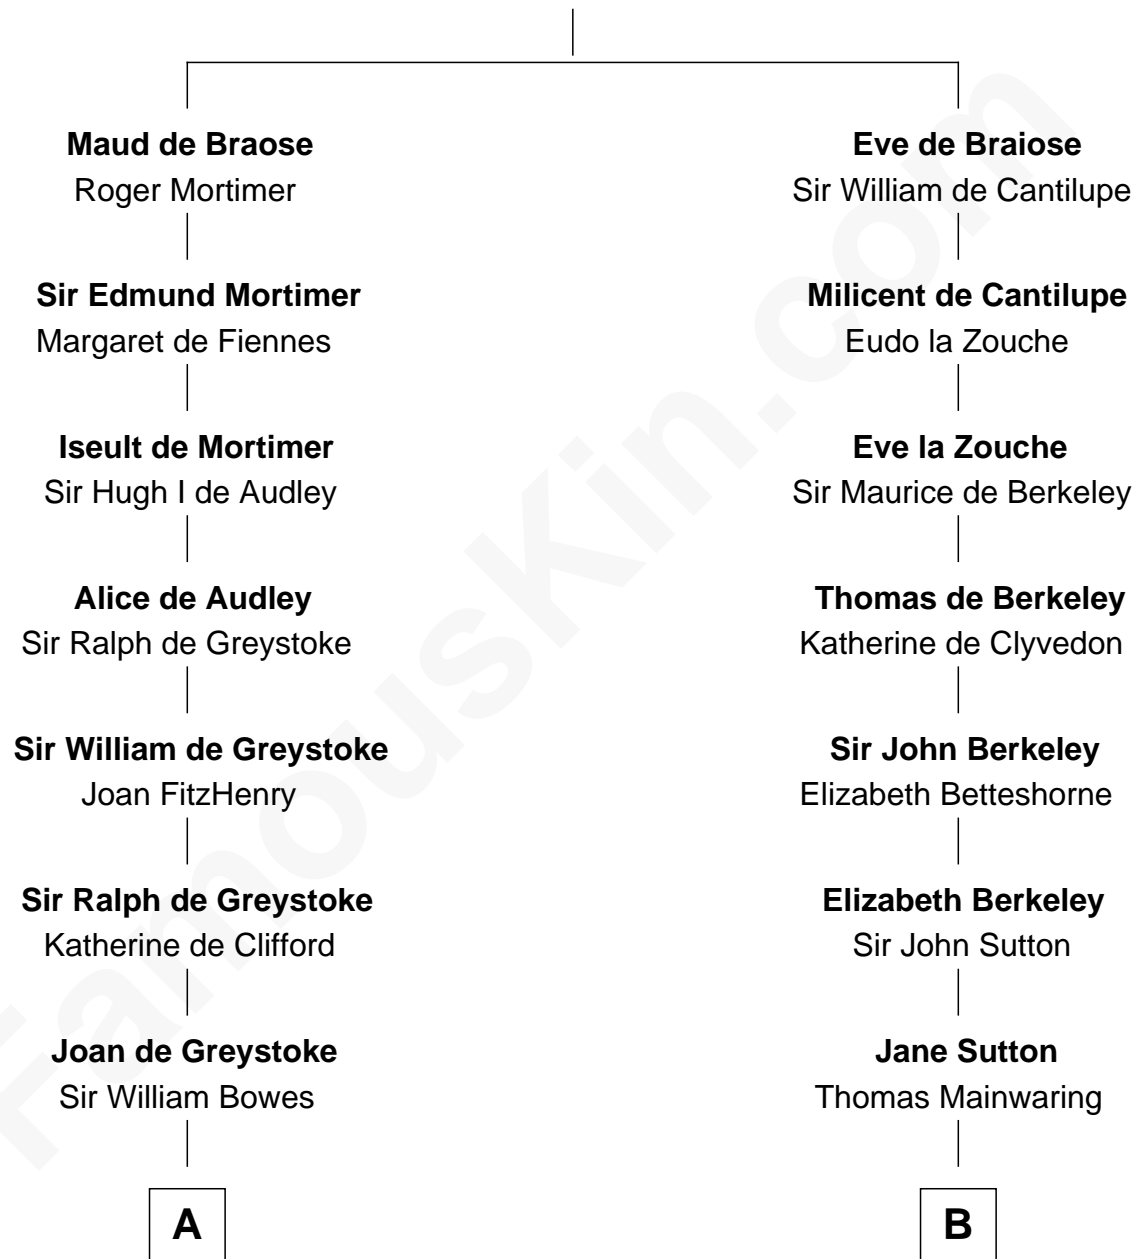 Maud de Braose
Roger Mortimer
Sir Edmund Mortimer
Margaret de Fiennes
Iseult de Mortimer
Sir Hugh I de Audley
Alice de Audley
Sir Ralph de Greystoke
Sir William de Greystoke
Joan FitzHenry
Sir Ralph de Greystoke
Katherine de Clifford
Joan de Greystoke
Sir William Bowes
A
Eve de Braiose
Sir William de Cantilupe
Milicent de Cantilupe
Eudo la Zouche
Eve la Zouche
Sir Maurice de Berkeley
Thomas de Berkeley
Katherine de Clyvedon
Sir John Berkeley
Elizabeth Betteshorne
Elizabeth Berkeley
Sir John Sutton
Jane Sutton
Thomas Mainwaring
B
FamousKin.com